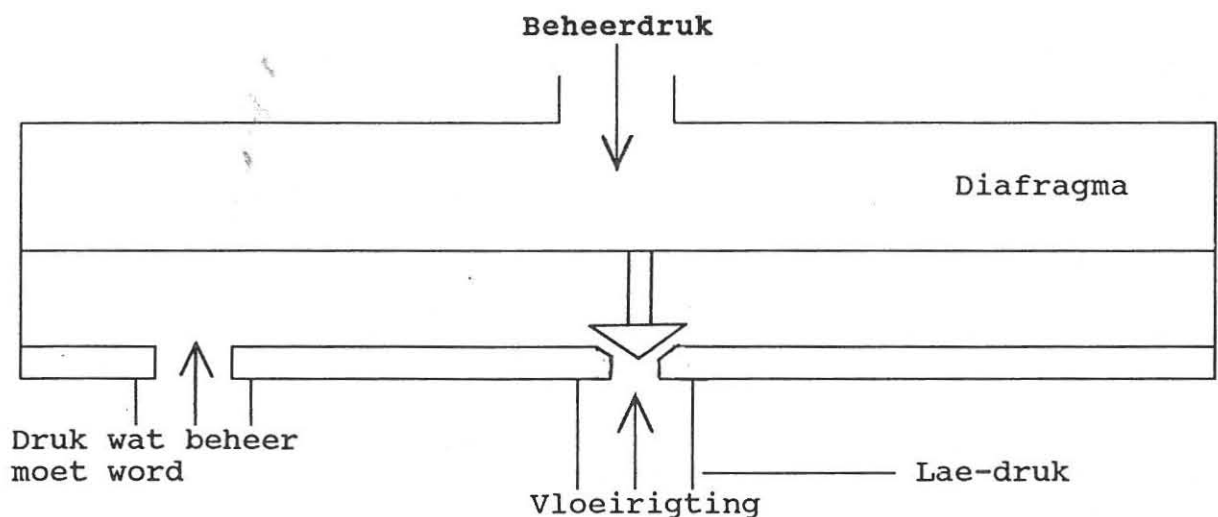 Beheerdruk
Diafragma
Druk wat beheer
moet word
Lae-druk
Vloeirigting